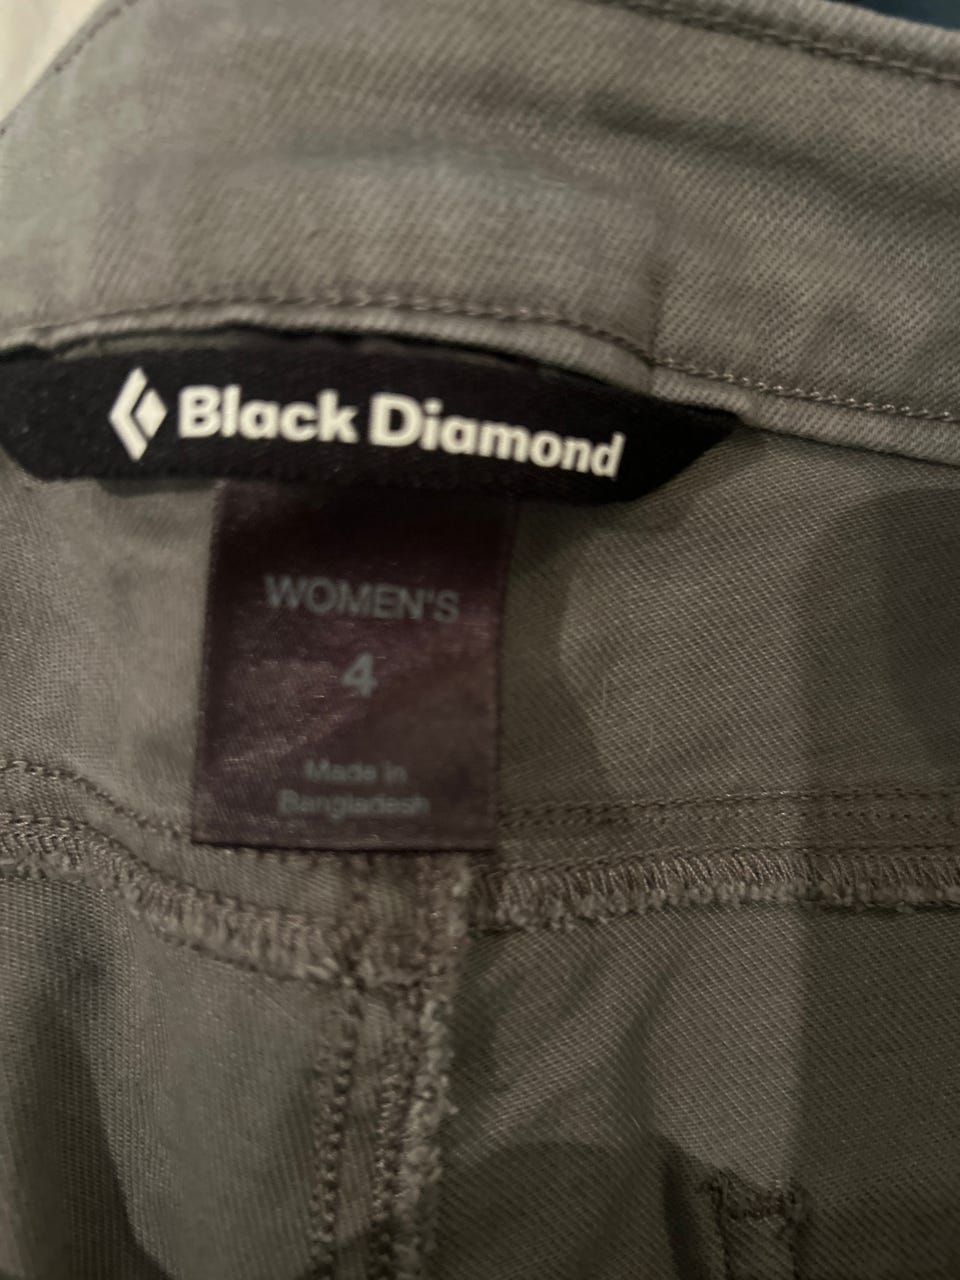 Black Diamond
WOMEN'S
4
Made in
Bangladesh